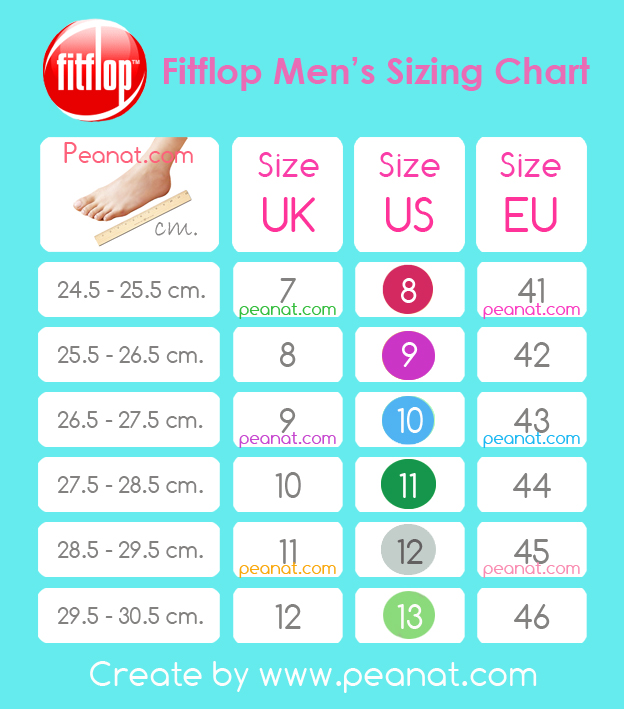 fitflop™
Fitflop Men's Sizing Chart
Peanat.com
cm.
Size
UK
Size
US
Size
EU
24.5 - 25.5 cm. 7 8 41
peanat.com peanat.com
25.5 - 26.5 cm. 8 9 42
26.5 - 27.5 cm. 9 10 43
peanat.com peanat.com
27.5 - 28.5 cm. 10 11 44
28.5 - 29.5 cm. 11 12 45
peanat.com peanat.com
29.5 - 30.5 cm. 12 13 46
Create by www.peanat.com